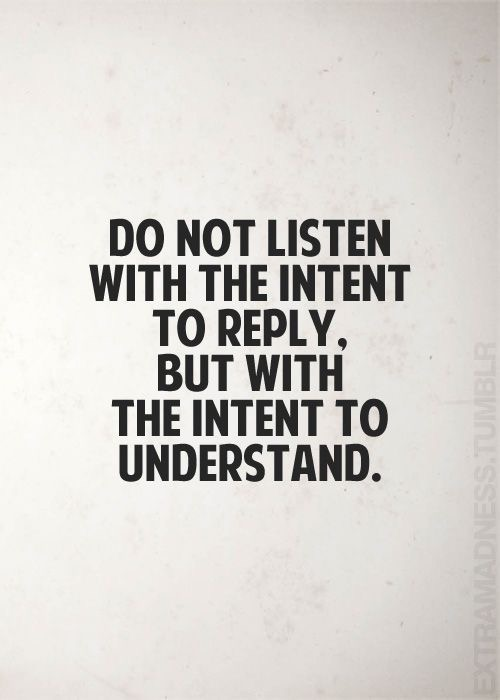 DO NOT LISTEN
WITH THE INTENT
TO REPLY,
BUT WITH
THE INTENT TO
UNDERSTAND.
EXTRAMADNESS.TUMBLR